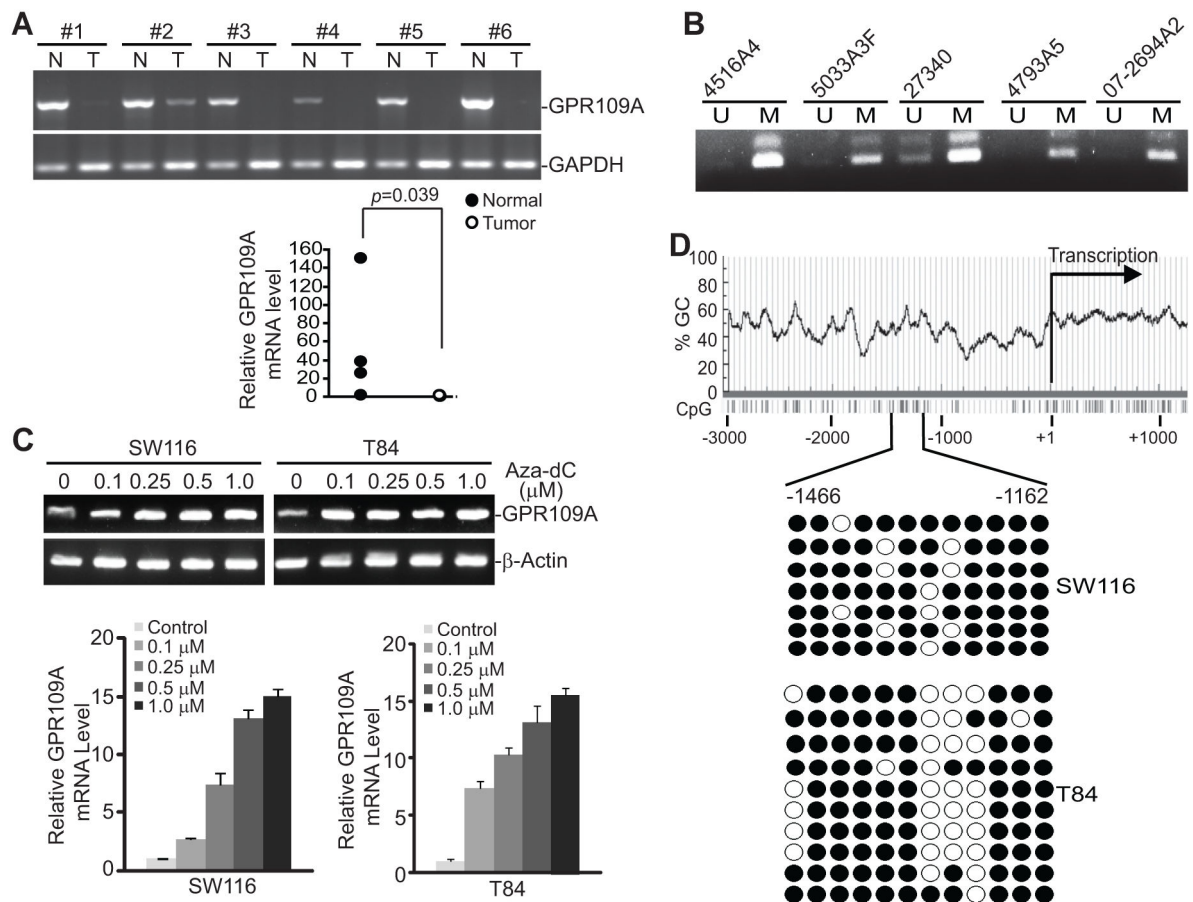 A
#1 #2 #3 #4 #5 #6
N T N T N T N T N T N T
-GPR109A
-GAPDH
p=0.039
Normal
Tumor
Relative GPR109A
mRNA level
160
140
120
100
80
60
40
20
0
B
4516A4 5033A3F 27340 4793A5 07-2694A2
U M U M U M U M U M
C
SW116 T84
0 0.1 0.25 0.5 1.0 0 0.1 0.25 0.5 1.0
Aza-dC
(μM)
-GPR109A
-β-Actin
Relative GPR109A
mRNA Level
20
15
10
5
0
Control
0.1 μM
0.25 μM
0.5 μM
1.0 μM
SW116
Relative GPR109A
mRNA Level
20
15
10
5
0
Control
0.1 μM
0.25 μM
0.5 μM
1.0 μM
T84
D
Transcription
% GC
100
80
60
40
20
0
CpG
-3000 -2000 -1000 +1 +1000
-1466 -1162
SW116
T84